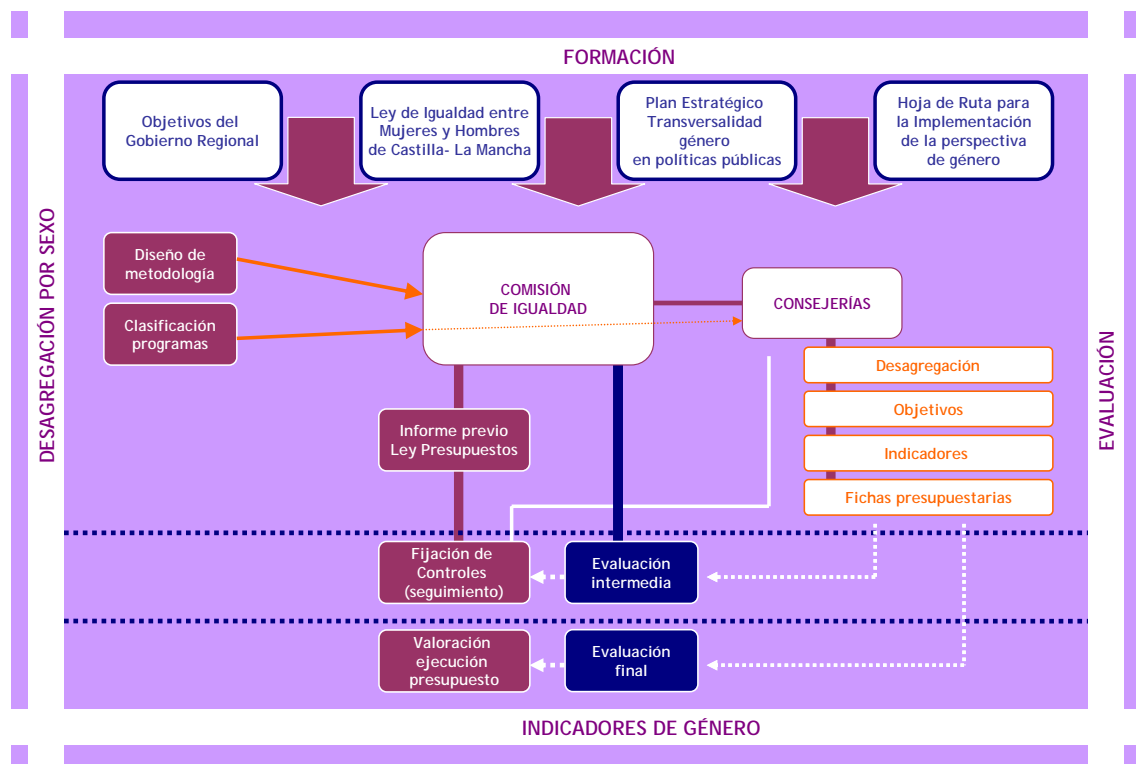 FORMACIÓN
Objetivos del
Gobierno Regional
Ley de Igualdad entre
Mujeres y Hombres
de Castilla- La Mancha
Plan Estratégico
Transversalidad
género
en políticas públicas
Hoja de Ruta para
la Implementación
de la perspectiva
de género
DESAGREGACIÓN POR SEXO
Diseño de
metodología
Clasificación
programas
COMISIÓN
DE IGUALDAD
CONSEJERÍAS
EVALUACIÓN
Desagregación
Objetivos
Indicadores
Fichas presupuestarias
Informe previo
Ley Presupuestos
Fijación de
Controles
(seguimiento)
Evaluación
intermedia
Valoración
ejecución
presupuesto
Evaluación
final
INDICADORES DE GÉNERO